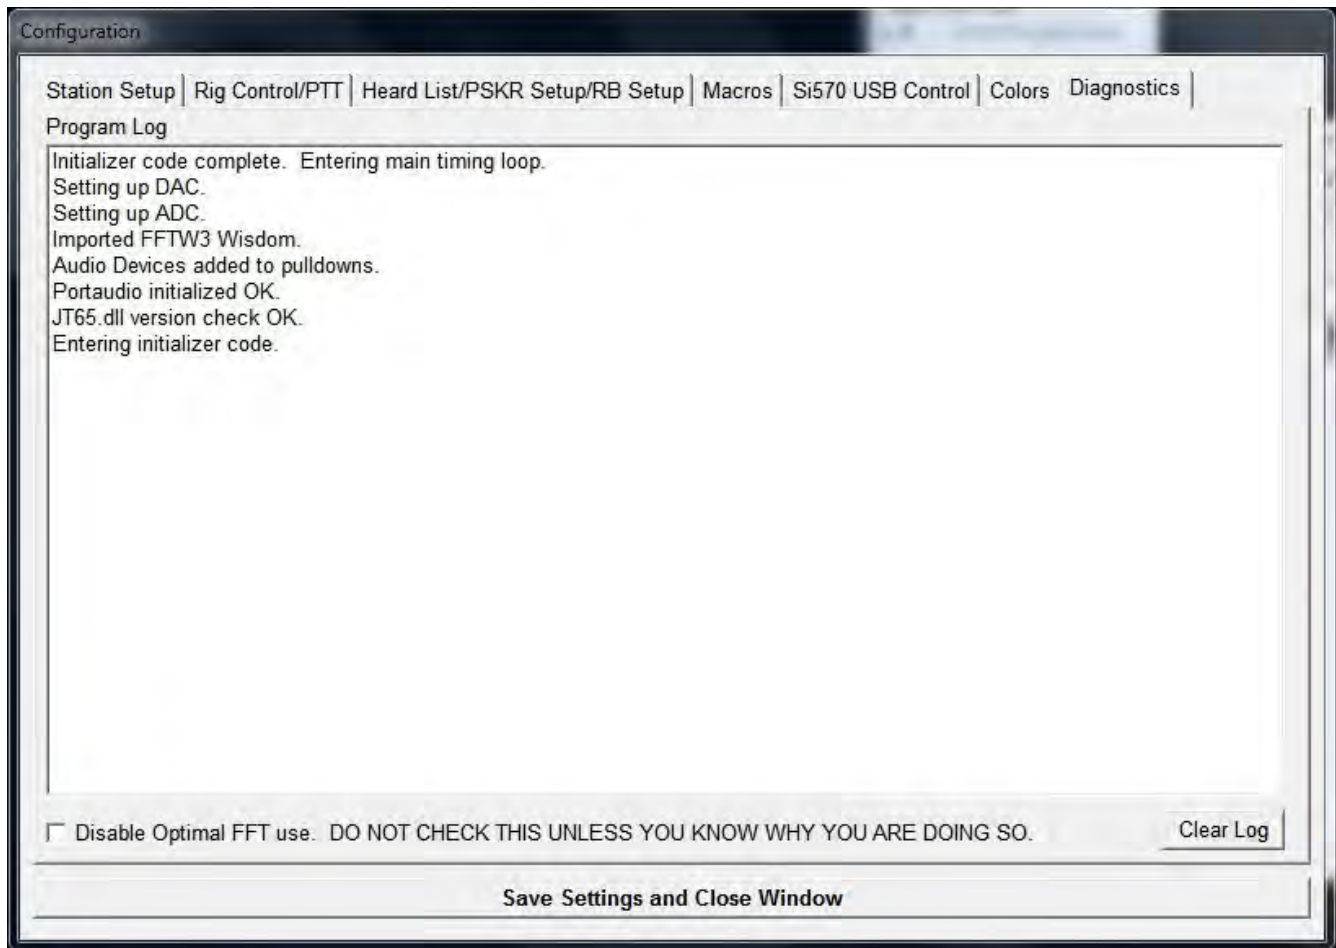 Configuration
Station Setup Rig Control/PTT Heard List/PSKR Setup/RB Setup Macros Si570 USB Control Colors Diagnostics
Program Log
Initializer code complete.  Entering main timing loop.
Setting up DAC.
Setting up ADC.
Imported FFTW3 Wisdom.
Audio Devices added to pulldowns.
Portaudio initialized OK.
JT65.dll version check OK.
Entering initializer code.
Disable Optimal FFT use.  DO NOT CHECK THIS UNLESS YOU KNOW WHY YOU ARE DOING SO. Clear Log
Save Settings and Close Window